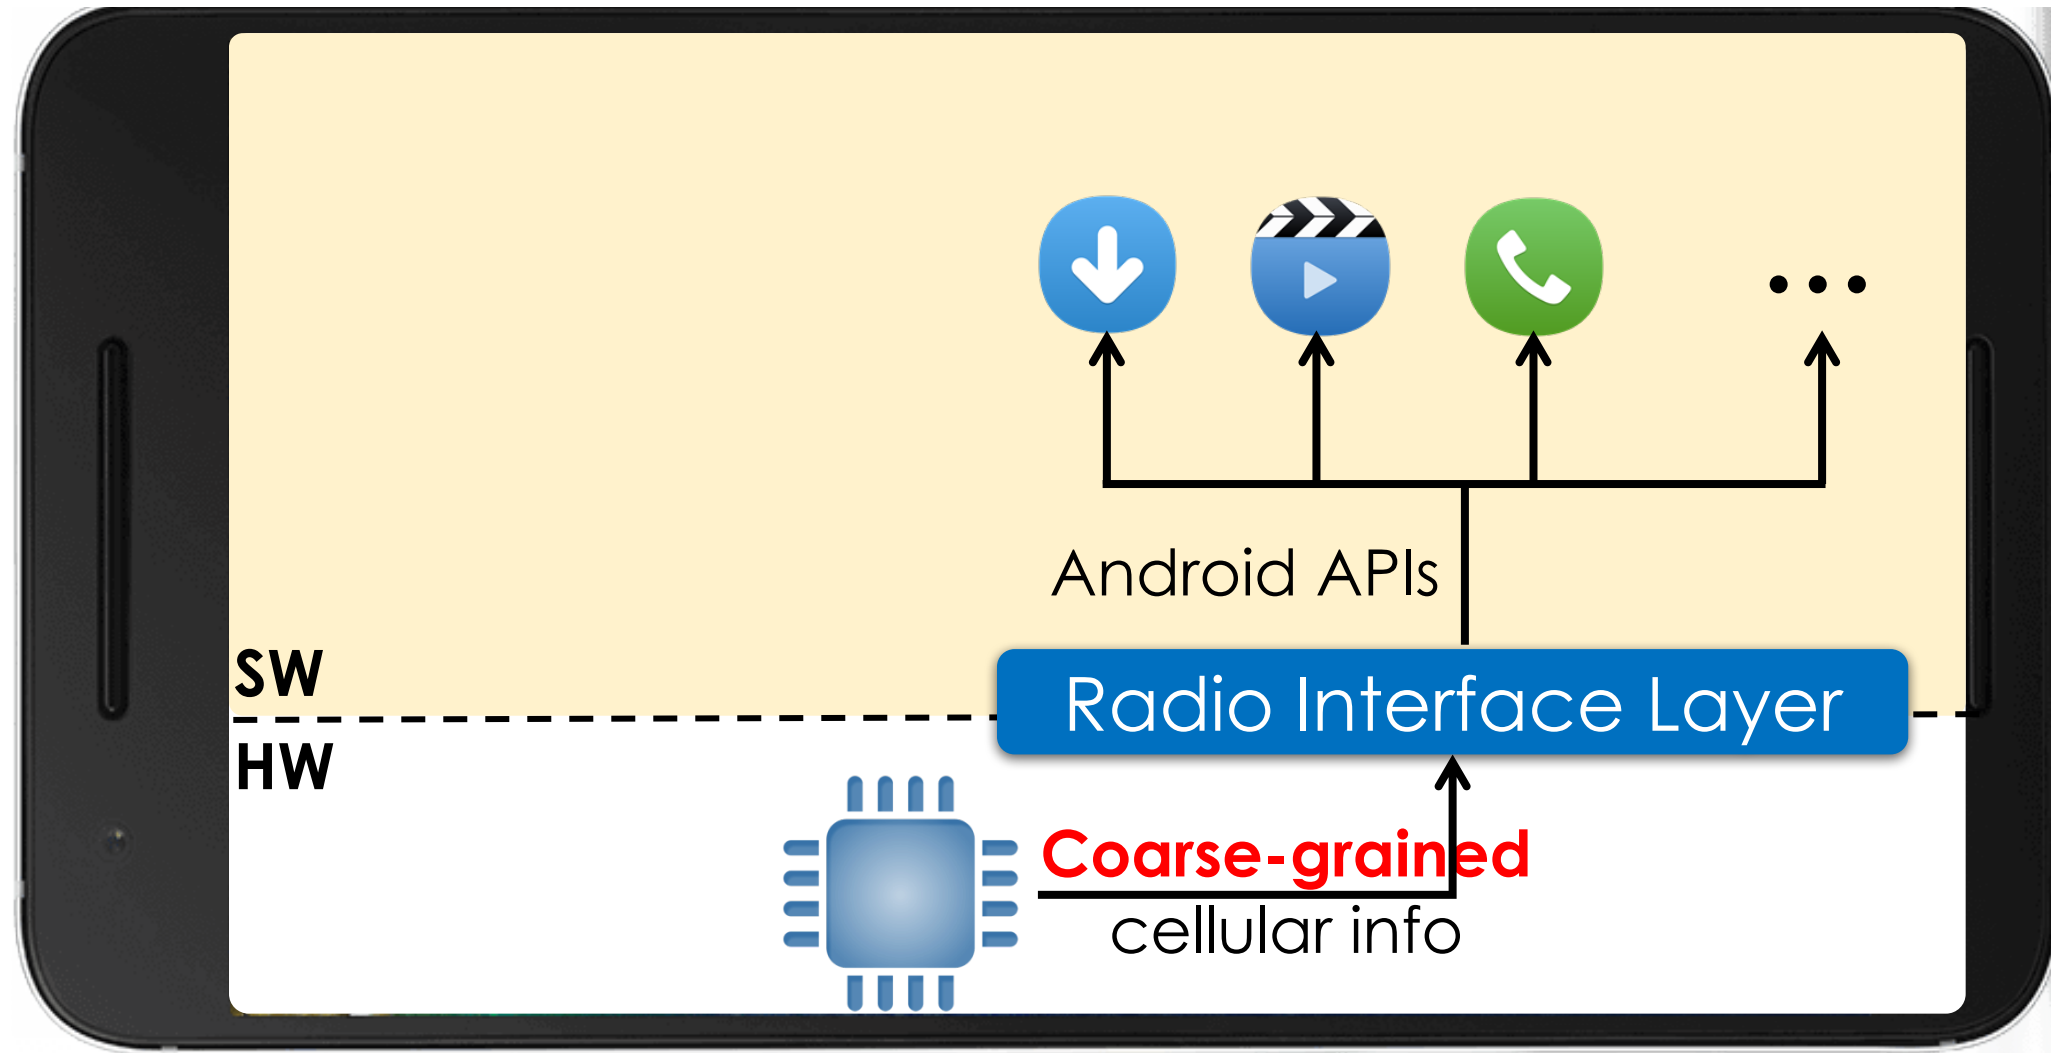 Android APIs
SW
Radio Interface Layer
HW
Coarse-grained
cellular info